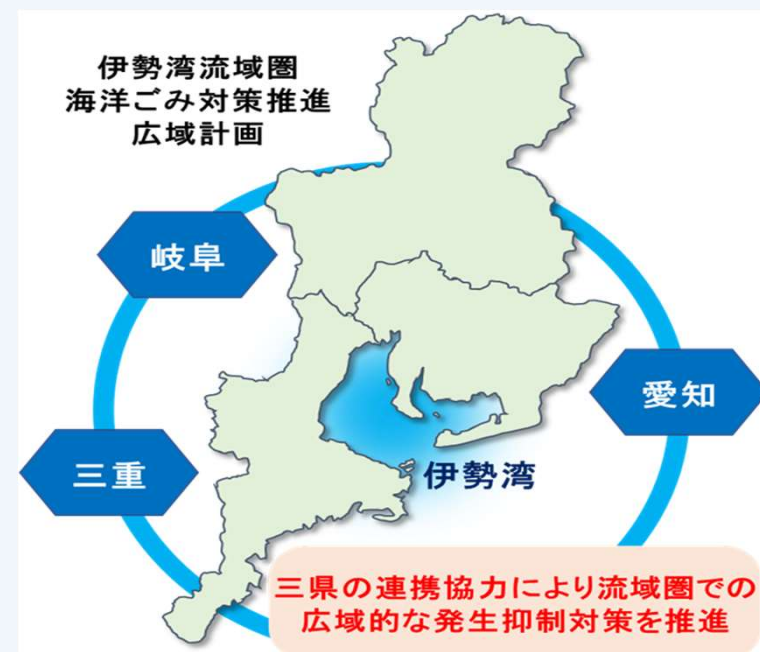 伊勢湾流域圏
海洋ごみ対策推進
広域計画
岐阜
愛知
三重
伊勢湾
三県の連携協力により流域圏での
広域的な発生抑制対策を推進